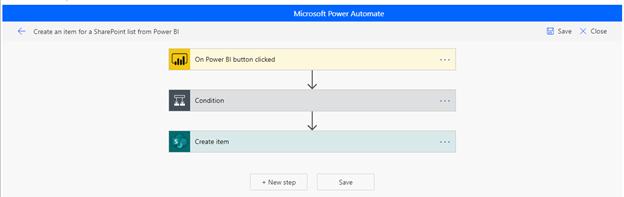 Microsoft Power Automate
Create an item for a SharePoint list from Power BI
Save
Close
On Power BI button clicked
Condition
Create item
+ New step
Save